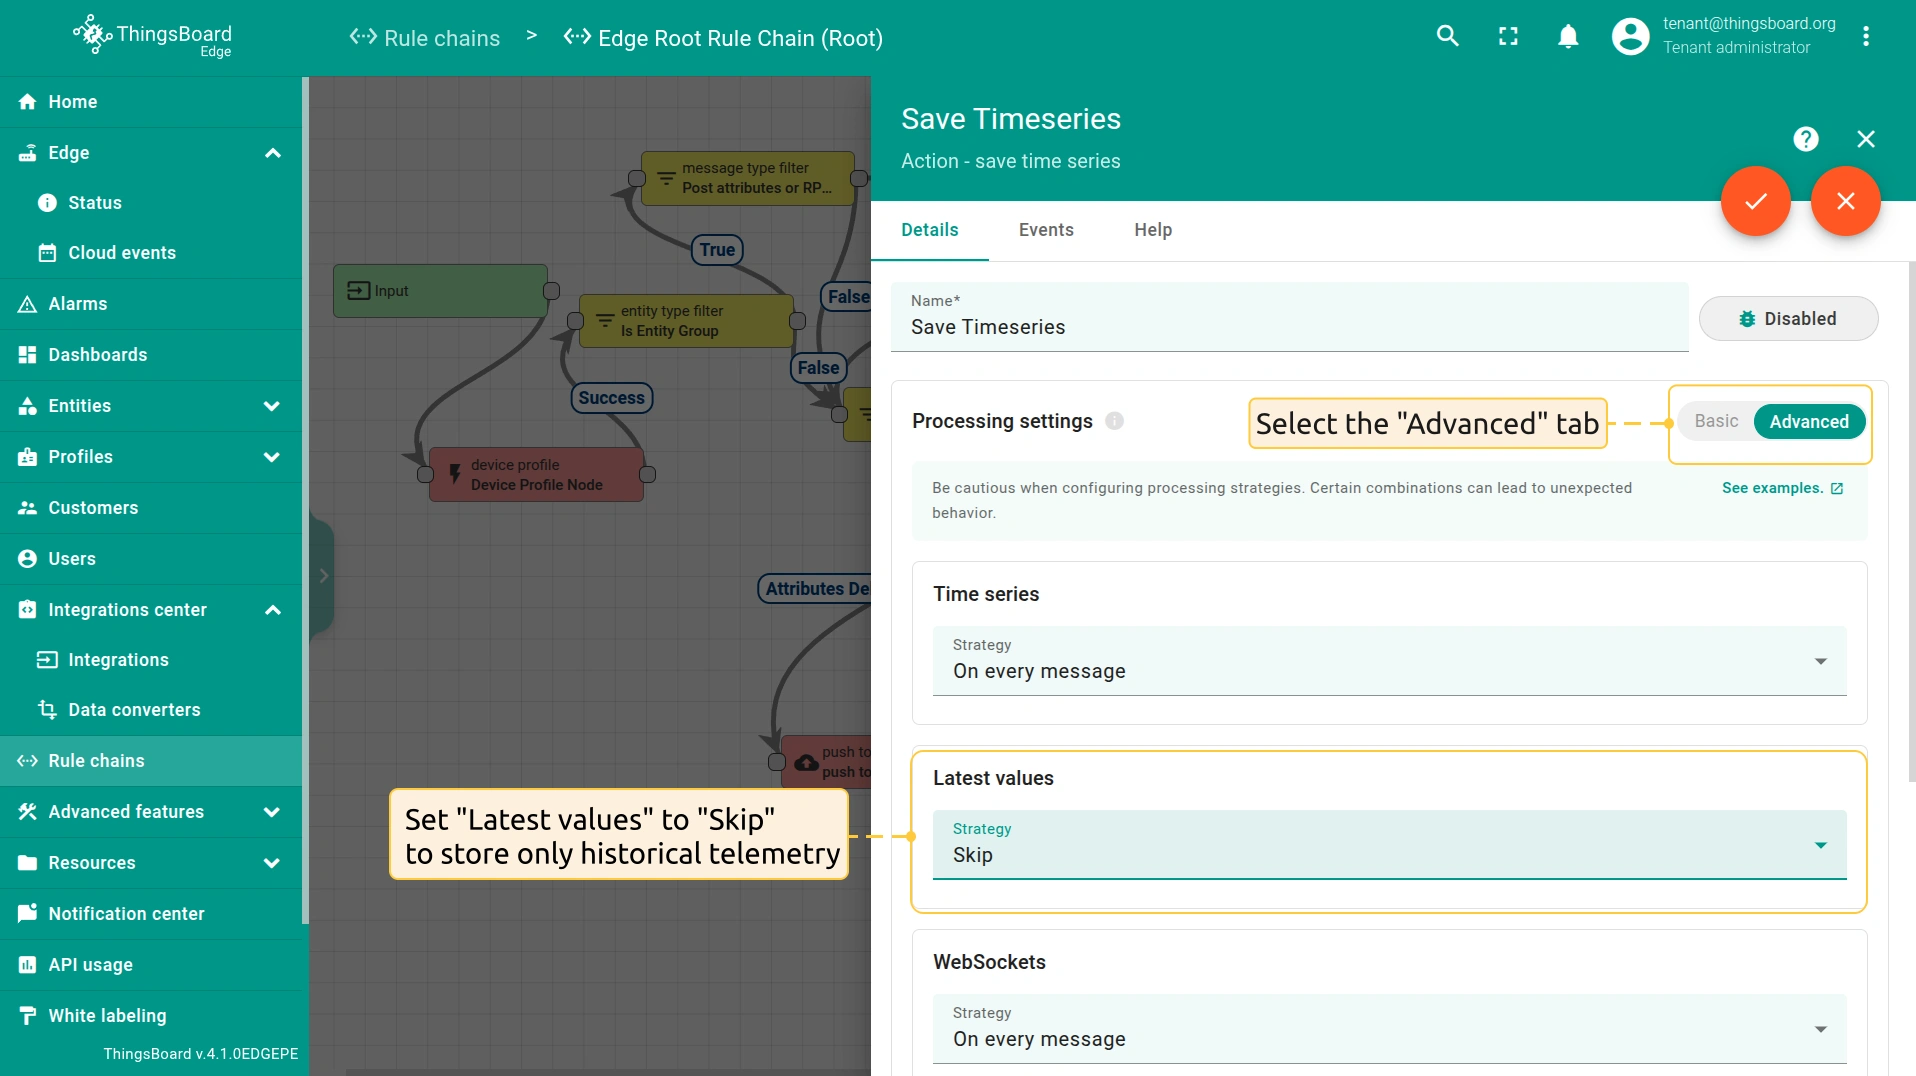 ThingsBoard
Edge
Rule chains > Edge Root Rule Chain (Root)
tenant@thingsboard.org
Tenant administrator
Home
Edge
Status
Cloud events
Alarms
Dashboards
Entities
Profiles
Customers
Users
Integrations center
Integrations
Data converters
Rule chains
Advanced features
Resources
Notification center
API usage
White labeling
ThingsBoard v.4.1.0EDGEPE
message type filter
Post attributes or RP...
True
Input
entity type filter
Is Entity Group
False
False
Success
device profile
Device Profile Node
Attributes De
push to
push to
Set "Latest values" to "Skip"
to store only historical telemetry
Save Timeseries
Action - save time series
Details
Events
Help
Name*
Save Timeseries
Disabled
Processing settings
Select the "Advanced" tab
Basic
Advanced
Be cautious when configuring processing strategies. Certain combinations can lead to unexpected
behavior.
See examples.
Time series
Strategy
On every message
Latest values
Strategy
Skip
WebSockets
Strategy
On every message